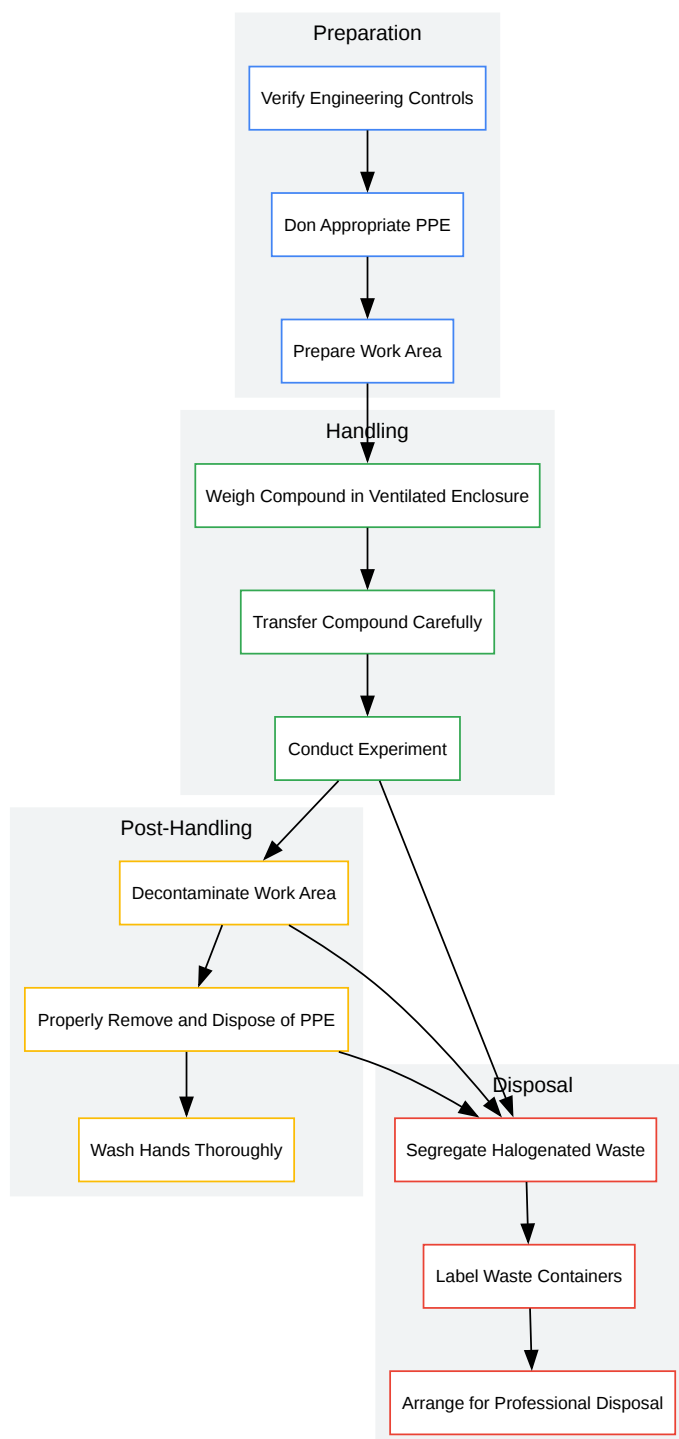 Preparation
Verify Engineering Controls
Don Appropriate PPE
Prepare Work Area
Handling
Weigh Compound in Ventilated Enclosure
Transfer Compound Carefully
Conduct Experiment
Post-Handling
Decontaminate Work Area
Properly Remove and Dispose of PPE
Wash Hands Thoroughly
Disposal
Segregate Halogenated Waste
Label Waste Containers
Arrange for Professional Disposal